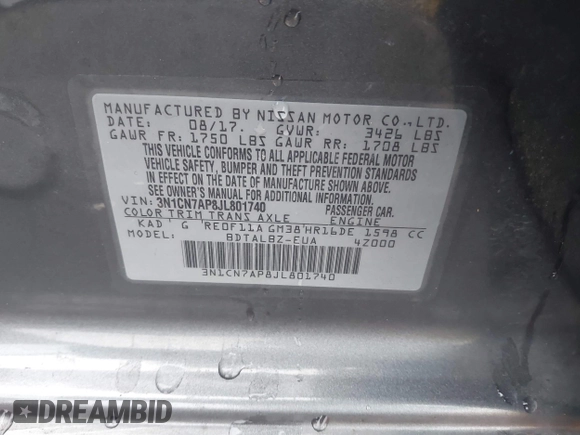 MANUFACTURED BY NISSAN MOTOR CO.,LTD.
DATE: 08/17. GVWR: 3426 LBS
GAWR FR: 1750 LBS GAWR RR: 1708 LBS
THIS VEHICLE CONFORMS TO ALL APPLICABLE FEDERAL MOTOR
VEHICLE SAFETY, BUMPER, AND THEFT PREVENTION STANDARDS
IN EFFECT ON THE DATE OF MANUFACTURE SHOWN ABOVE.
SEE OWNER'S MANUAL FOR ADDITIONAL INFORMATION.
VIN: 3N1CN7AP8JL801740 PASSENGER CAR.
COLOR TRIM TRANS AXLE ENGINE
KAD G RE0F11A GM38 HR16DE 1598 CC
MODEL: BDTALBZ-EUA 4Z000
3N1CN7AP8JL801740
DREAMBID